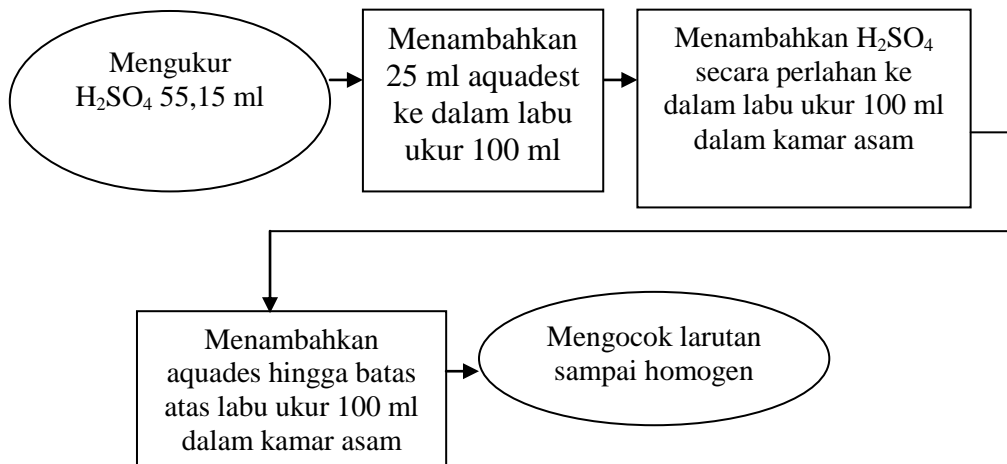 Mengukur
H₂SO₄ 55,15 ml
Menambahkan
25 ml aquadest
ke dalam labu
ukur 100 ml
Menambahkan H₂SO₄
secara perlahan ke
dalam labu ukur 100 ml
dalam kamar asam
Menambahkan
aquades hingga batas
atas labu ukur 100 ml
dalam kamar asam
Mengocok larutan
sampai homogen